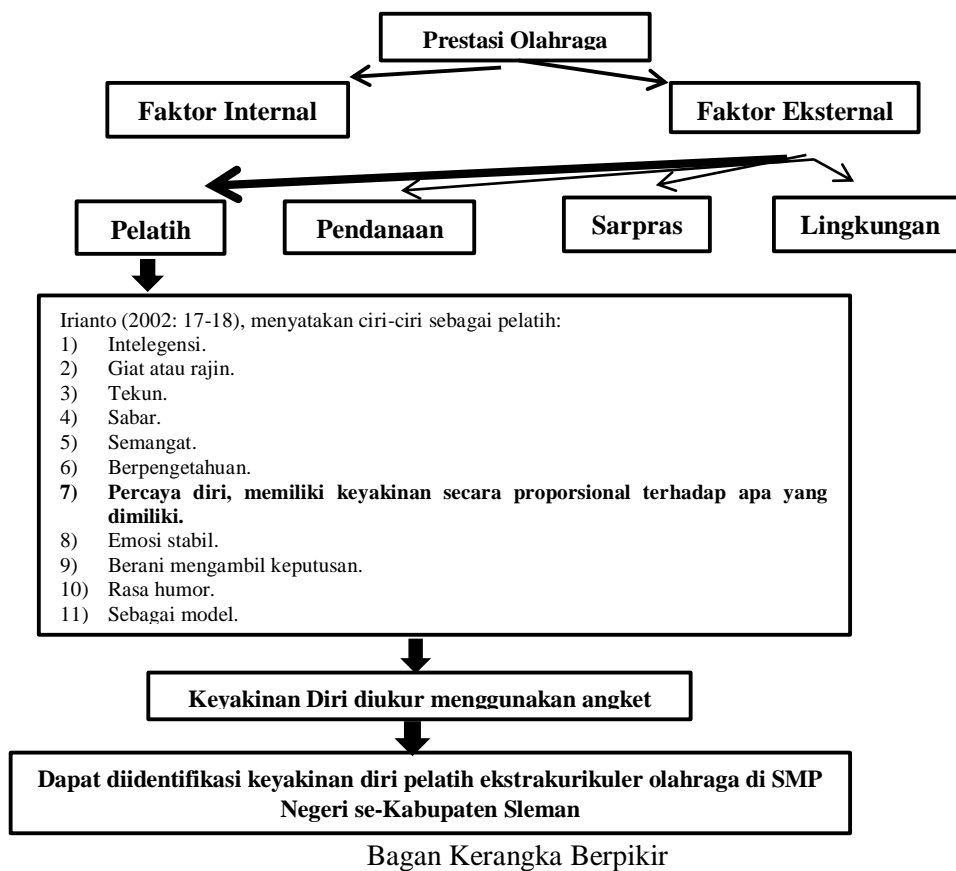 Prestasi Olahraga
Faktor Internal
Faktor Eksternal
Pelatih
Pendanaan
Sarpras
Lingkungan
Irianto (2002: 17-18), menyatakan ciri-ciri sebagai pelatih:
1) Intelegensi.
2) Giat atau rajin.
3) Tekun.
4) Sabar.
5) Semangat.
6) Berpengetahuan.
7) Percaya diri, memiliki keyakinan secara proporsional terhadap apa yang
dimiliki.
8) Emosi stabil.
9) Berani mengambil keputusan.
10) Rasa humor.
11) Sebagai model.
Keyakinan Diri diukur menggunakan angket
Dapat diidentifikasi keyakinan diri pelatih ekstrakurikuler olahraga di SMP
Negeri se-Kabupaten Sleman
Bagan Kerangka Berpikir